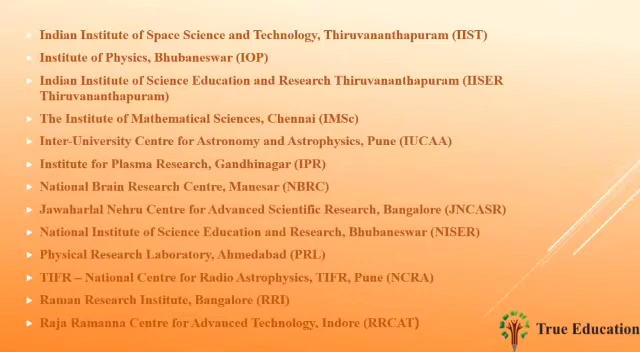 Indian Institute of Space Science and Technology, Thiruvananthapuram (IIST)
Institute of Physics, Bhubaneswar (IOP)
Indian Institute of Science Education and Research Thiruvananthapuram (IISER
Thiruvananthapuram)
The Institute of Mathematical Sciences, Chennai (IMSc)
Inter-University Centre for Astronomy and Astrophysics, Pune (IUCAA)
Institute for Plasma Research, Gandhinagar (IPR)
National Brain Research Centre, Manesar (NBRC)
Jawaharlal Nehru Centre for Advanced Scientific Research, Bangalore (JNCASR)
National Institute of Science Education and Research, Bhubaneswar (NISER)
Physical Research Laboratory, Ahmedabad (PRL)
TIFR – National Centre for Radio Astrophysics, TIFR, Pune (NCRA)
Raman Research Institute, Bangalore (RRI)
Raja Ramanna Centre for Advanced Technology, Indore (RRCAT)
True Education